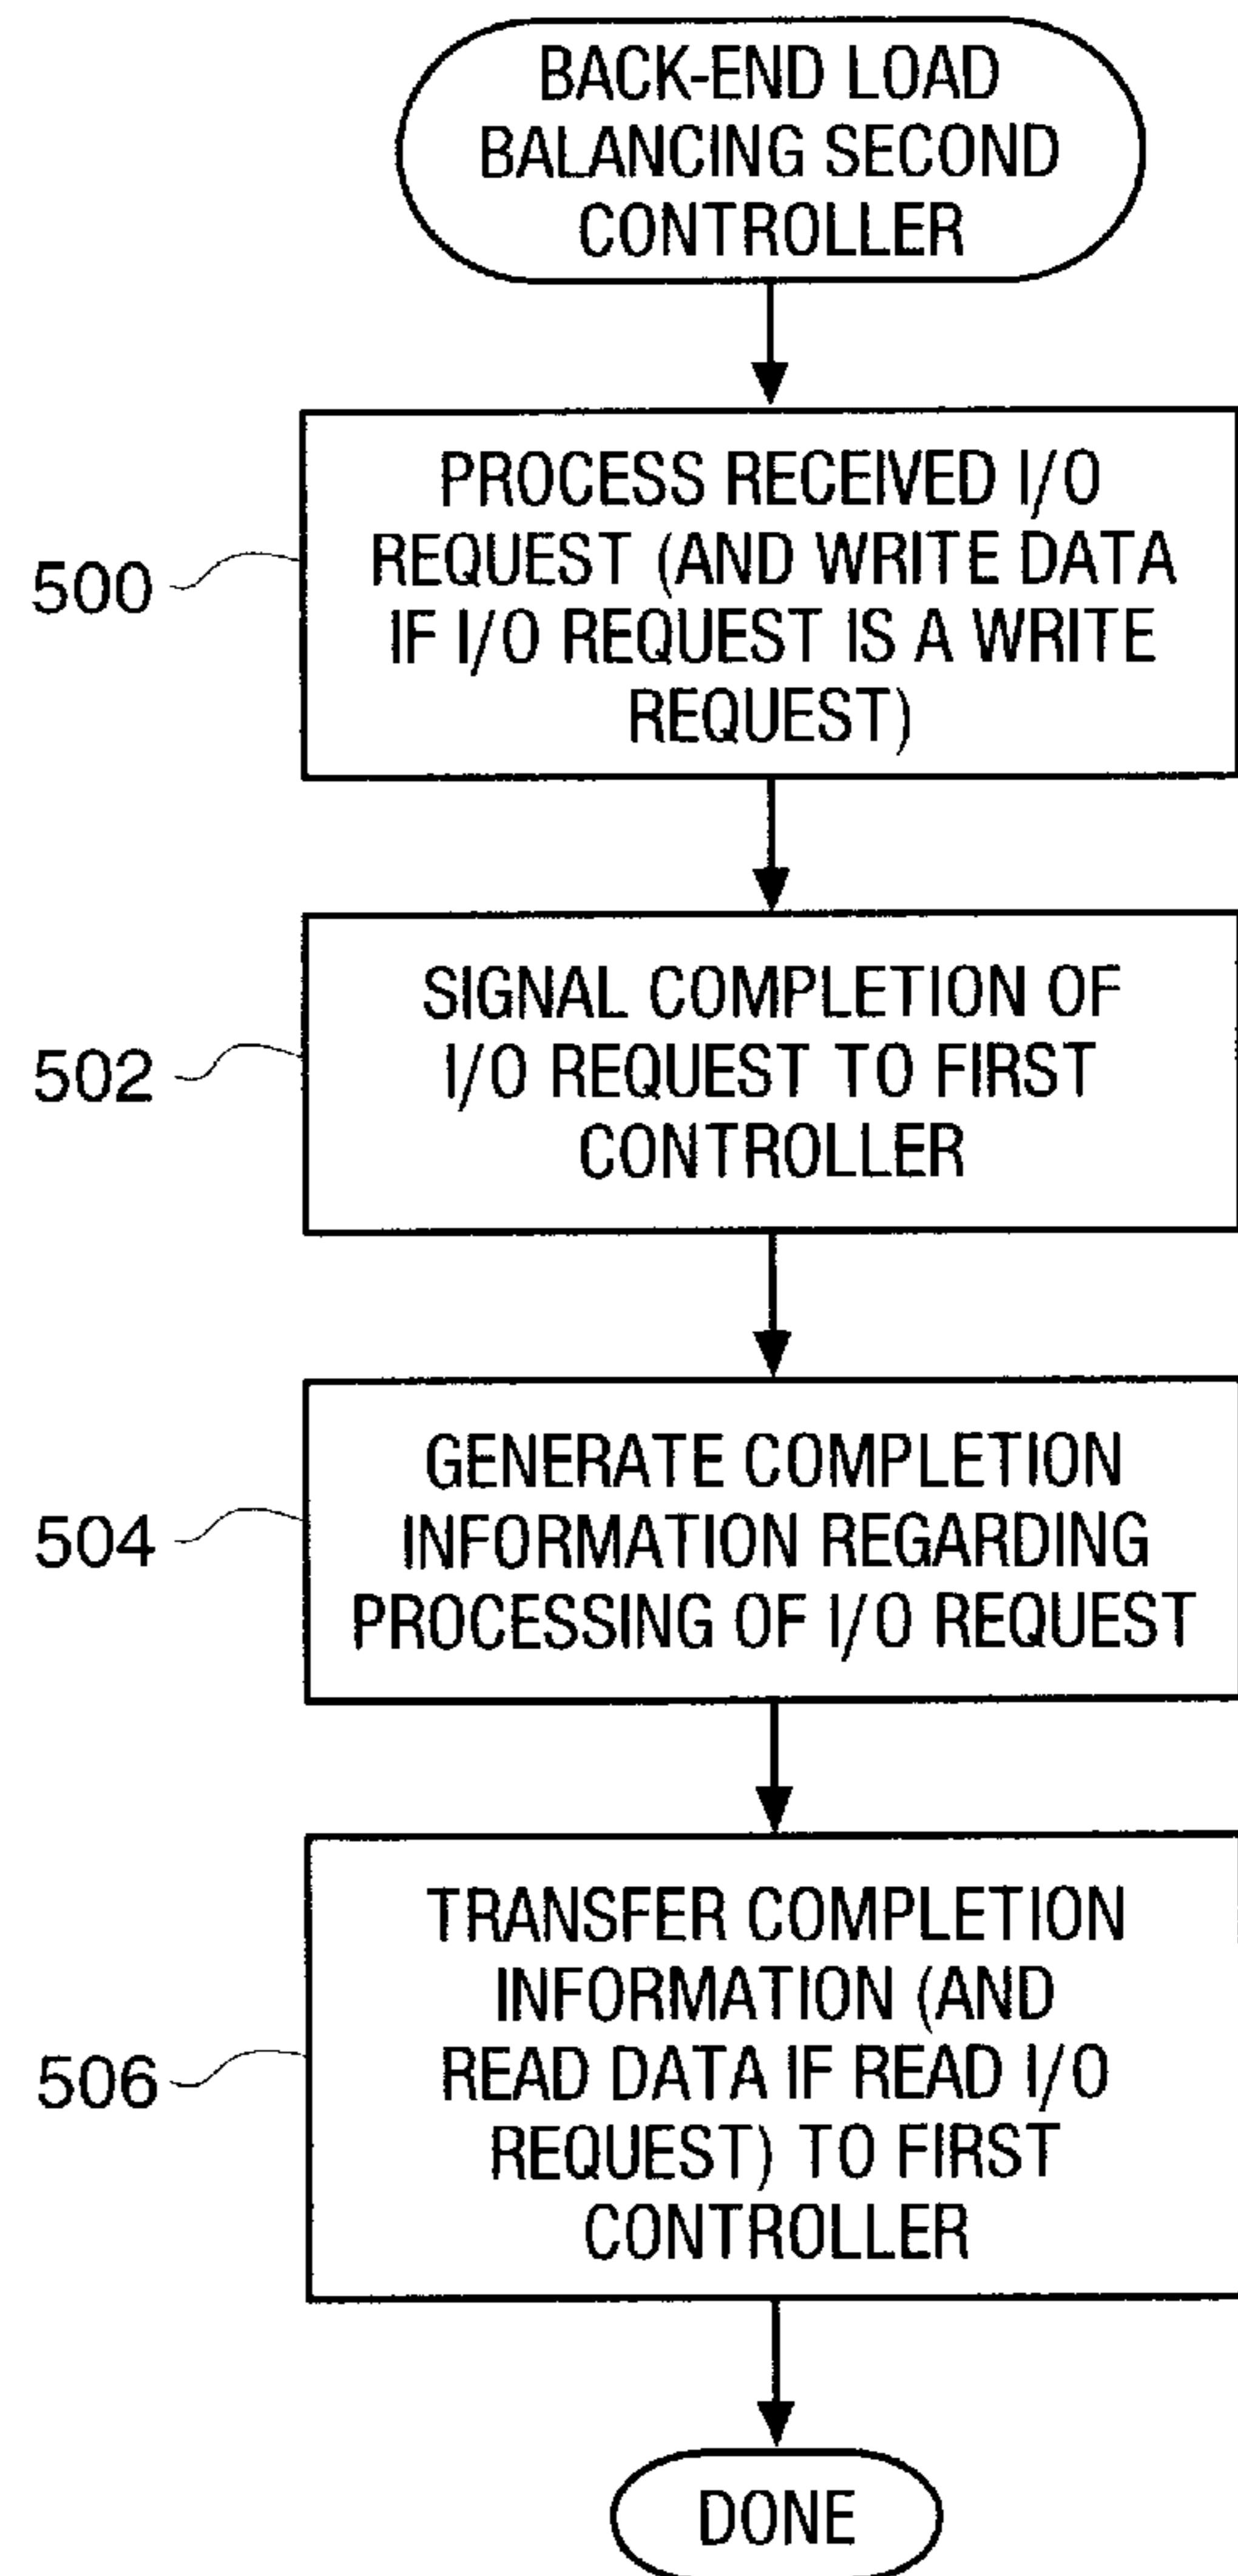 BACK-END LOAD
BALANCING SECOND
CONTROLLER
500
PROCESS RECEIVED I/O
REQUEST (AND WRITE DATA
IF I/O REQUEST IS A WRITE
REQUEST)
502
SIGNAL COMPLETION OF
I/O REQUEST TO FIRST
CONTROLLER
504
GENERATE COMPLETION
INFORMATION REGARDING
PROCESSING OF I/O REQUEST
506
TRANSFER COMPLETION
INFORMATION (AND
READ DATA IF READ I/O
REQUEST) TO FIRST
CONTROLLER
DONE